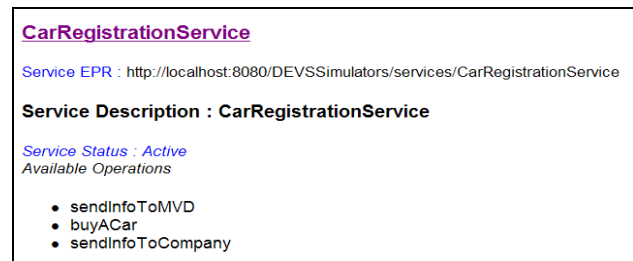 CarRegistrationService
Service EPR : http://localhost:8080/DEVSSimulators/services/CarRegistrationService
Service Description : CarRegistrationService
Service Status : Active
Available Operations
● sendInfoToMVD
● buyACar
● sendInfoToCompany